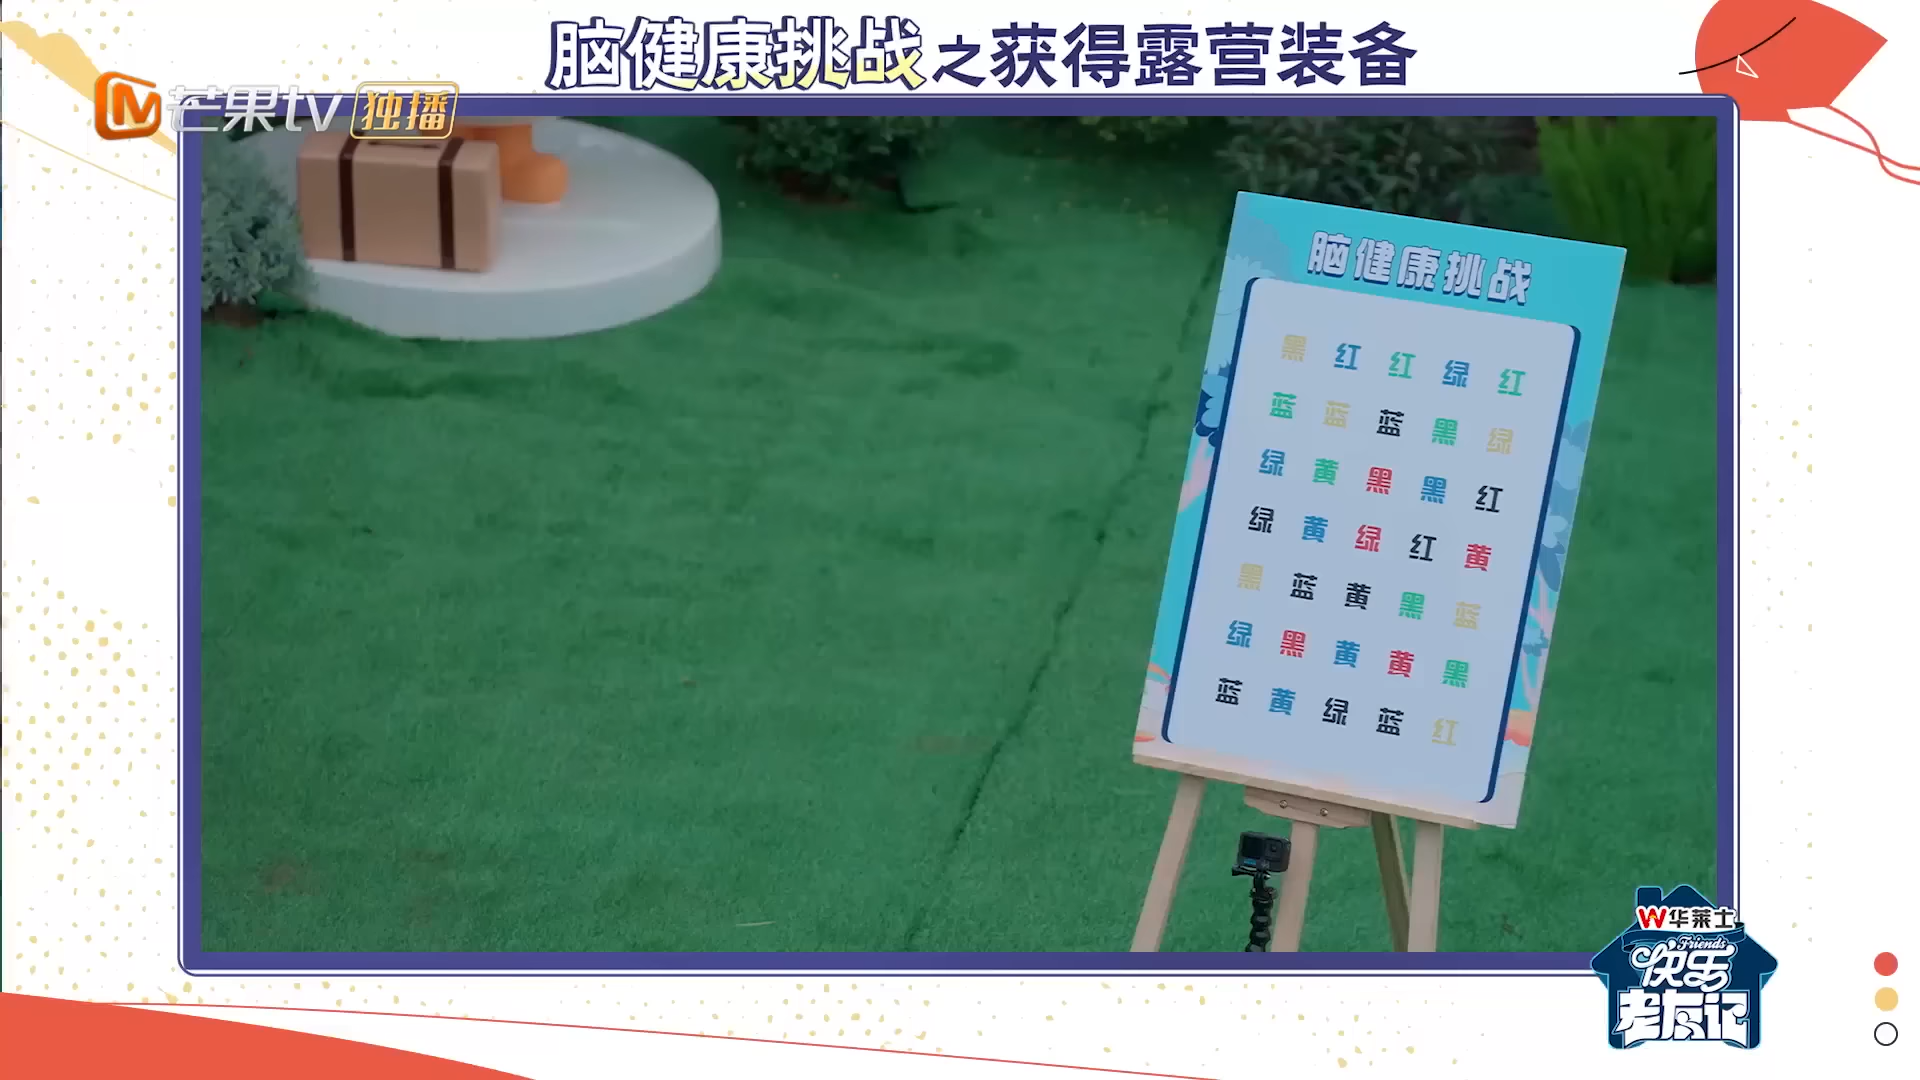 脑健康挑战之获得露营装备
芒果tv 独播
脑健康挑战
黑 红 红 绿 红
蓝 蓝 蓝 黑 绿
绿 黄 黑 黑 红
绿 黄 绿 红 黄
黑 蓝 黄 黑 蓝
绿 黑 黄 黄 黑
蓝 黄 绿 蓝 红
华莱士
Friends
快乐
老友记